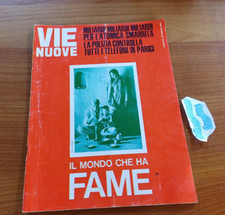 VIE
NUOVE
MILIARDI MILIARDI MILIARDI
PER L'ATOMICA SMARRITA
LA POLIZIA CONTROLLA
TUTTI I TELEFONI DI PARIGI
IL MONDO CHE HA
FAME